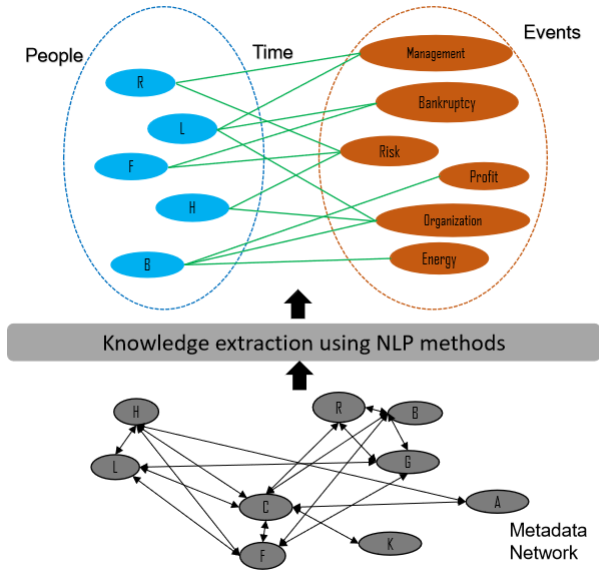 People
Time
Events
R
Management
L
Bankruptcy
F
Risk
Profit
H
Organization
B
Energy
Knowledge extraction using NLP methods
H
R
B
L
G
C
A
F
K
Metadata
Network